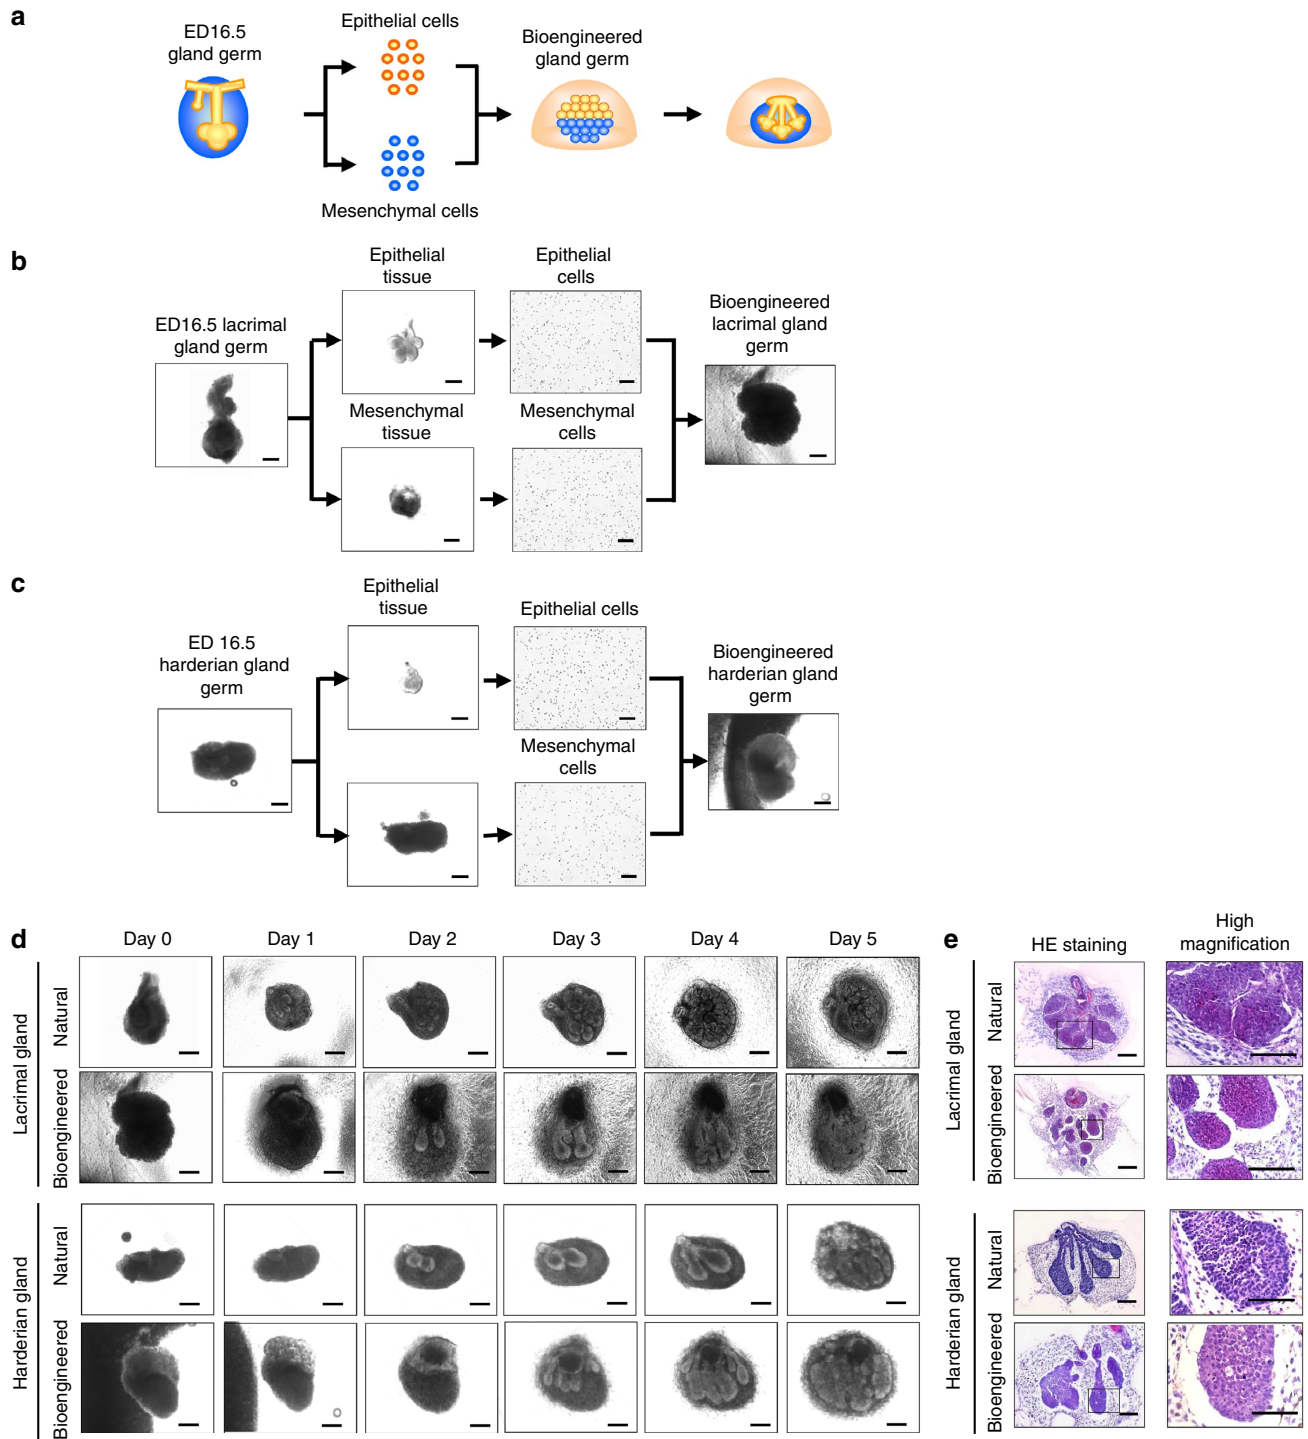 a
ED16.5
gland germ
Epithelial cells
Mesenchymal cells
Bioengineered
gland germ
b
ED16.5 lacrimal
gland germ
Epithelial
tissue
Epithelial
cells
Mesenchymal
tissue
Mesenchymal
cells
Bioengineered
lacrimal gland
germ
c
ED 16.5
harderian gland
germ
Epithelial
tissue
Epithelial cells
Mesenchymal
cells
Bioengineered
harderian gland
germ
d
Day 0
Day 1
Day 2
Day 3
Day 4
Day 5
Lacrimal gland
Natural
Bioengineered
Harderian gland
Natural
Bioengineered
e
HE staining
High
magnification
Lacrimal gland
Natural
Bioengineered
Harderian gland
Natural
Bioengineered